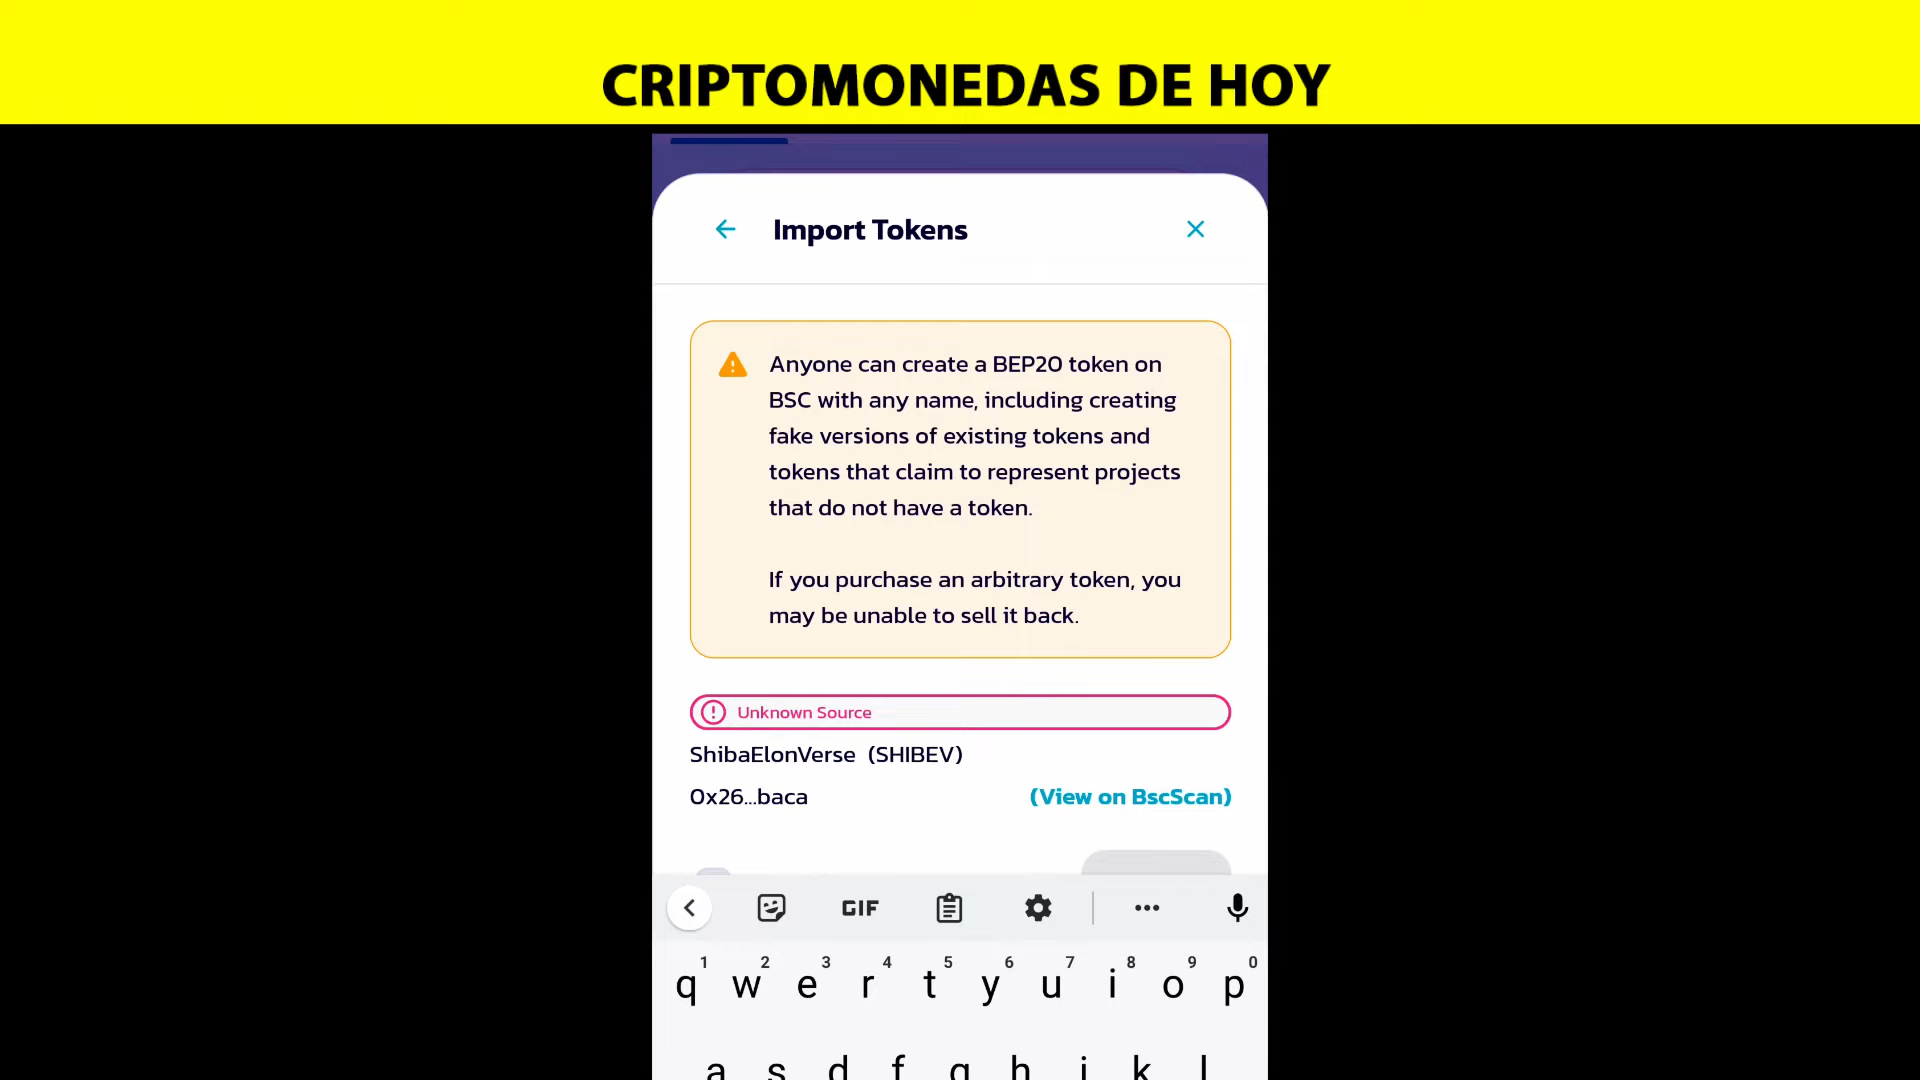 CRIPTOMONEDAS DE HOY
Import Tokens
Anyone can create a BEP20 token on
BSC with any name, including creating
fake versions of existing tokens and
tokens that claim to represent projects
that do not have a token.
If you purchase an arbitrary token, you
may be unable to sell it back.
Unknown Source
ShibaElonVerse (SHIBEV)
0x26...baca (View on BscScan)
GIF
1 2 3 4 5 6 7 8 9 0
q w e r t y u i o p
a s d f g h j k l